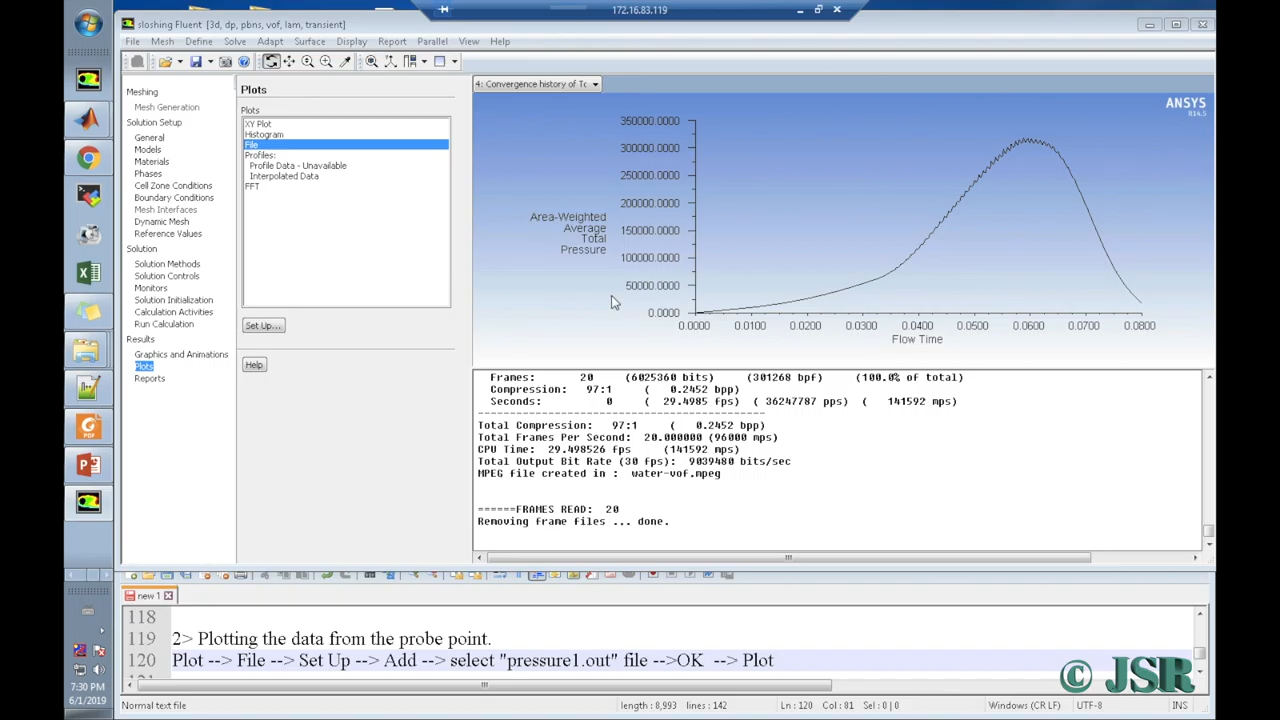 172.16.83.119
sloshing Fluent [3d, dp, pbns, vof, lam, transient]
File Mesh Define Solve Adapt Surface Display Report Parallel View Help
Meshing
Mesh Generation
Solution Setup
General
Models
Materials
Phases
Cell Zone Conditions
Boundary Conditions
Mesh Interfaces
Dynamic Mesh
Reference Values
Solution
Solution Methods
Solution Controls
Monitors
Solution Initialization
Calculation Activities
Run Calculation
Results
Graphics and Animations
Plots
Reports
Plots
Plots
XY Plot
Histogram
File
Profiles:
Profile Data - Unavailable
Interpolated Data
FFT
Set Up...
Help
4: Convergence history of Tc
ANSYS
R14.5
350000.0000
300000.0000
250000.0000
200000.0000
150000.0000
100000.0000
50000.0000
0.0000
Area-Weighted
Average
Total
Pressure
0.0000 0.0100 0.0200 0.0300 0.0400 0.0500 0.0600 0.0700 0.0800
Flow Time
Frames: 20 (6025360 bits) (301268 bpf) (100.0% of total)
Compression: 97:1 ( 0.2452 bpp)
Seconds: 0 ( 29.4985 fps) ( 36247787 pps) ( 141592 mps)
-----------------------------------------
Total Compression: 97:1 ( 0.2452 bpp)
Total Frames Per Second: 20.000000 (96000 mps)
CPU Time: 29.498526 fps (141592 mps)
Total Output Bit Rate (30 fps): 9039480 bits/sec
MPEG file created in : water-vof.mpeg
======FRAMES READ: 20
Removing frame files ... done.
new 1
118
119 2> Plotting the data from the probe point.
120 Plot --> File --> Set Up --> Add --> select "pressure1.out" file -->OK --> Plot
© JSR
Normal text file length : 8,993 lines : 142 Ln : 120 Col : 81 Sel : 0 | 0 Windows (CR LF) UTF-8 INS
7:30 PM
6/1/2019